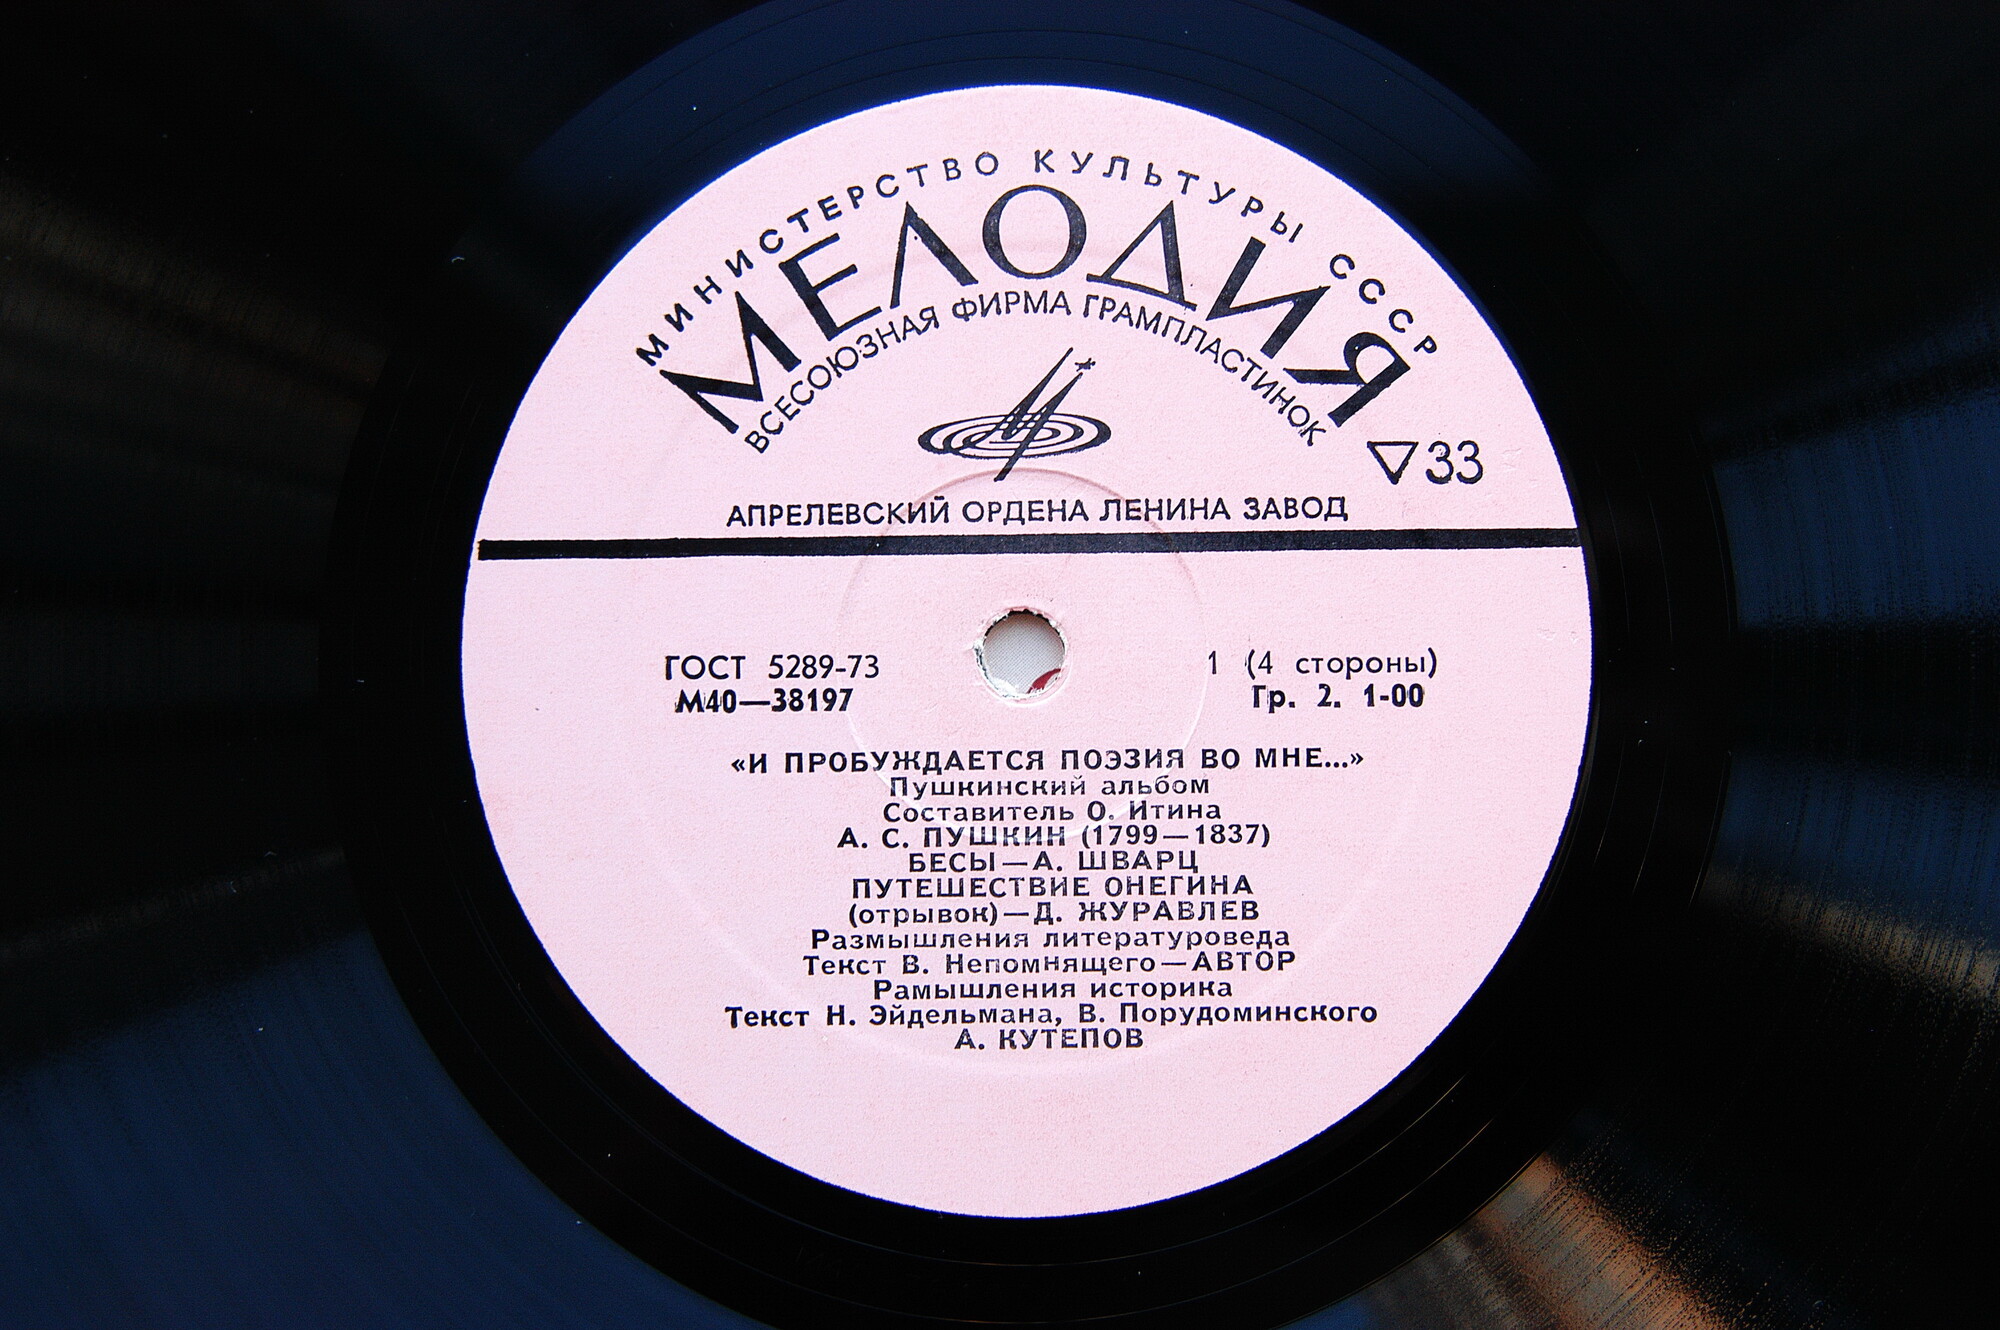 МИНИСТЕРСТВО КУЛЬТУРЫ СССР
МЕЛОДИЯ
ВСЕСОЮЗНАЯ ФИРМА ГРАМПЛАСТИНОК
▽33
АПРЕЛЕВСКИЙ ОРДЕНА ЛЕНИНА ЗАВОД
ГОСТ 5289-73
М40—38197
1 (4 стороны)
Гр. 2. 1-00
«И ПРОБУЖДАЕТСЯ ПОЭЗИЯ ВО МНЕ...»
Пушкинский альбом
Составитель О. Итина
А. С. ПУШКИН (1799—1837)
БЕСЫ—А. ШВАРЦ
ПУТЕШЕСТВИЕ ОНЕГИНА
(отрывок)—Д. ЖУРАВЛЕВ
Размышления литературоведа
Текст В. Непомнящего—АВТОР
Рамышления историка
Текст Н. Эйдельмана, В. Порудоминского
А. КУТЕПОВ